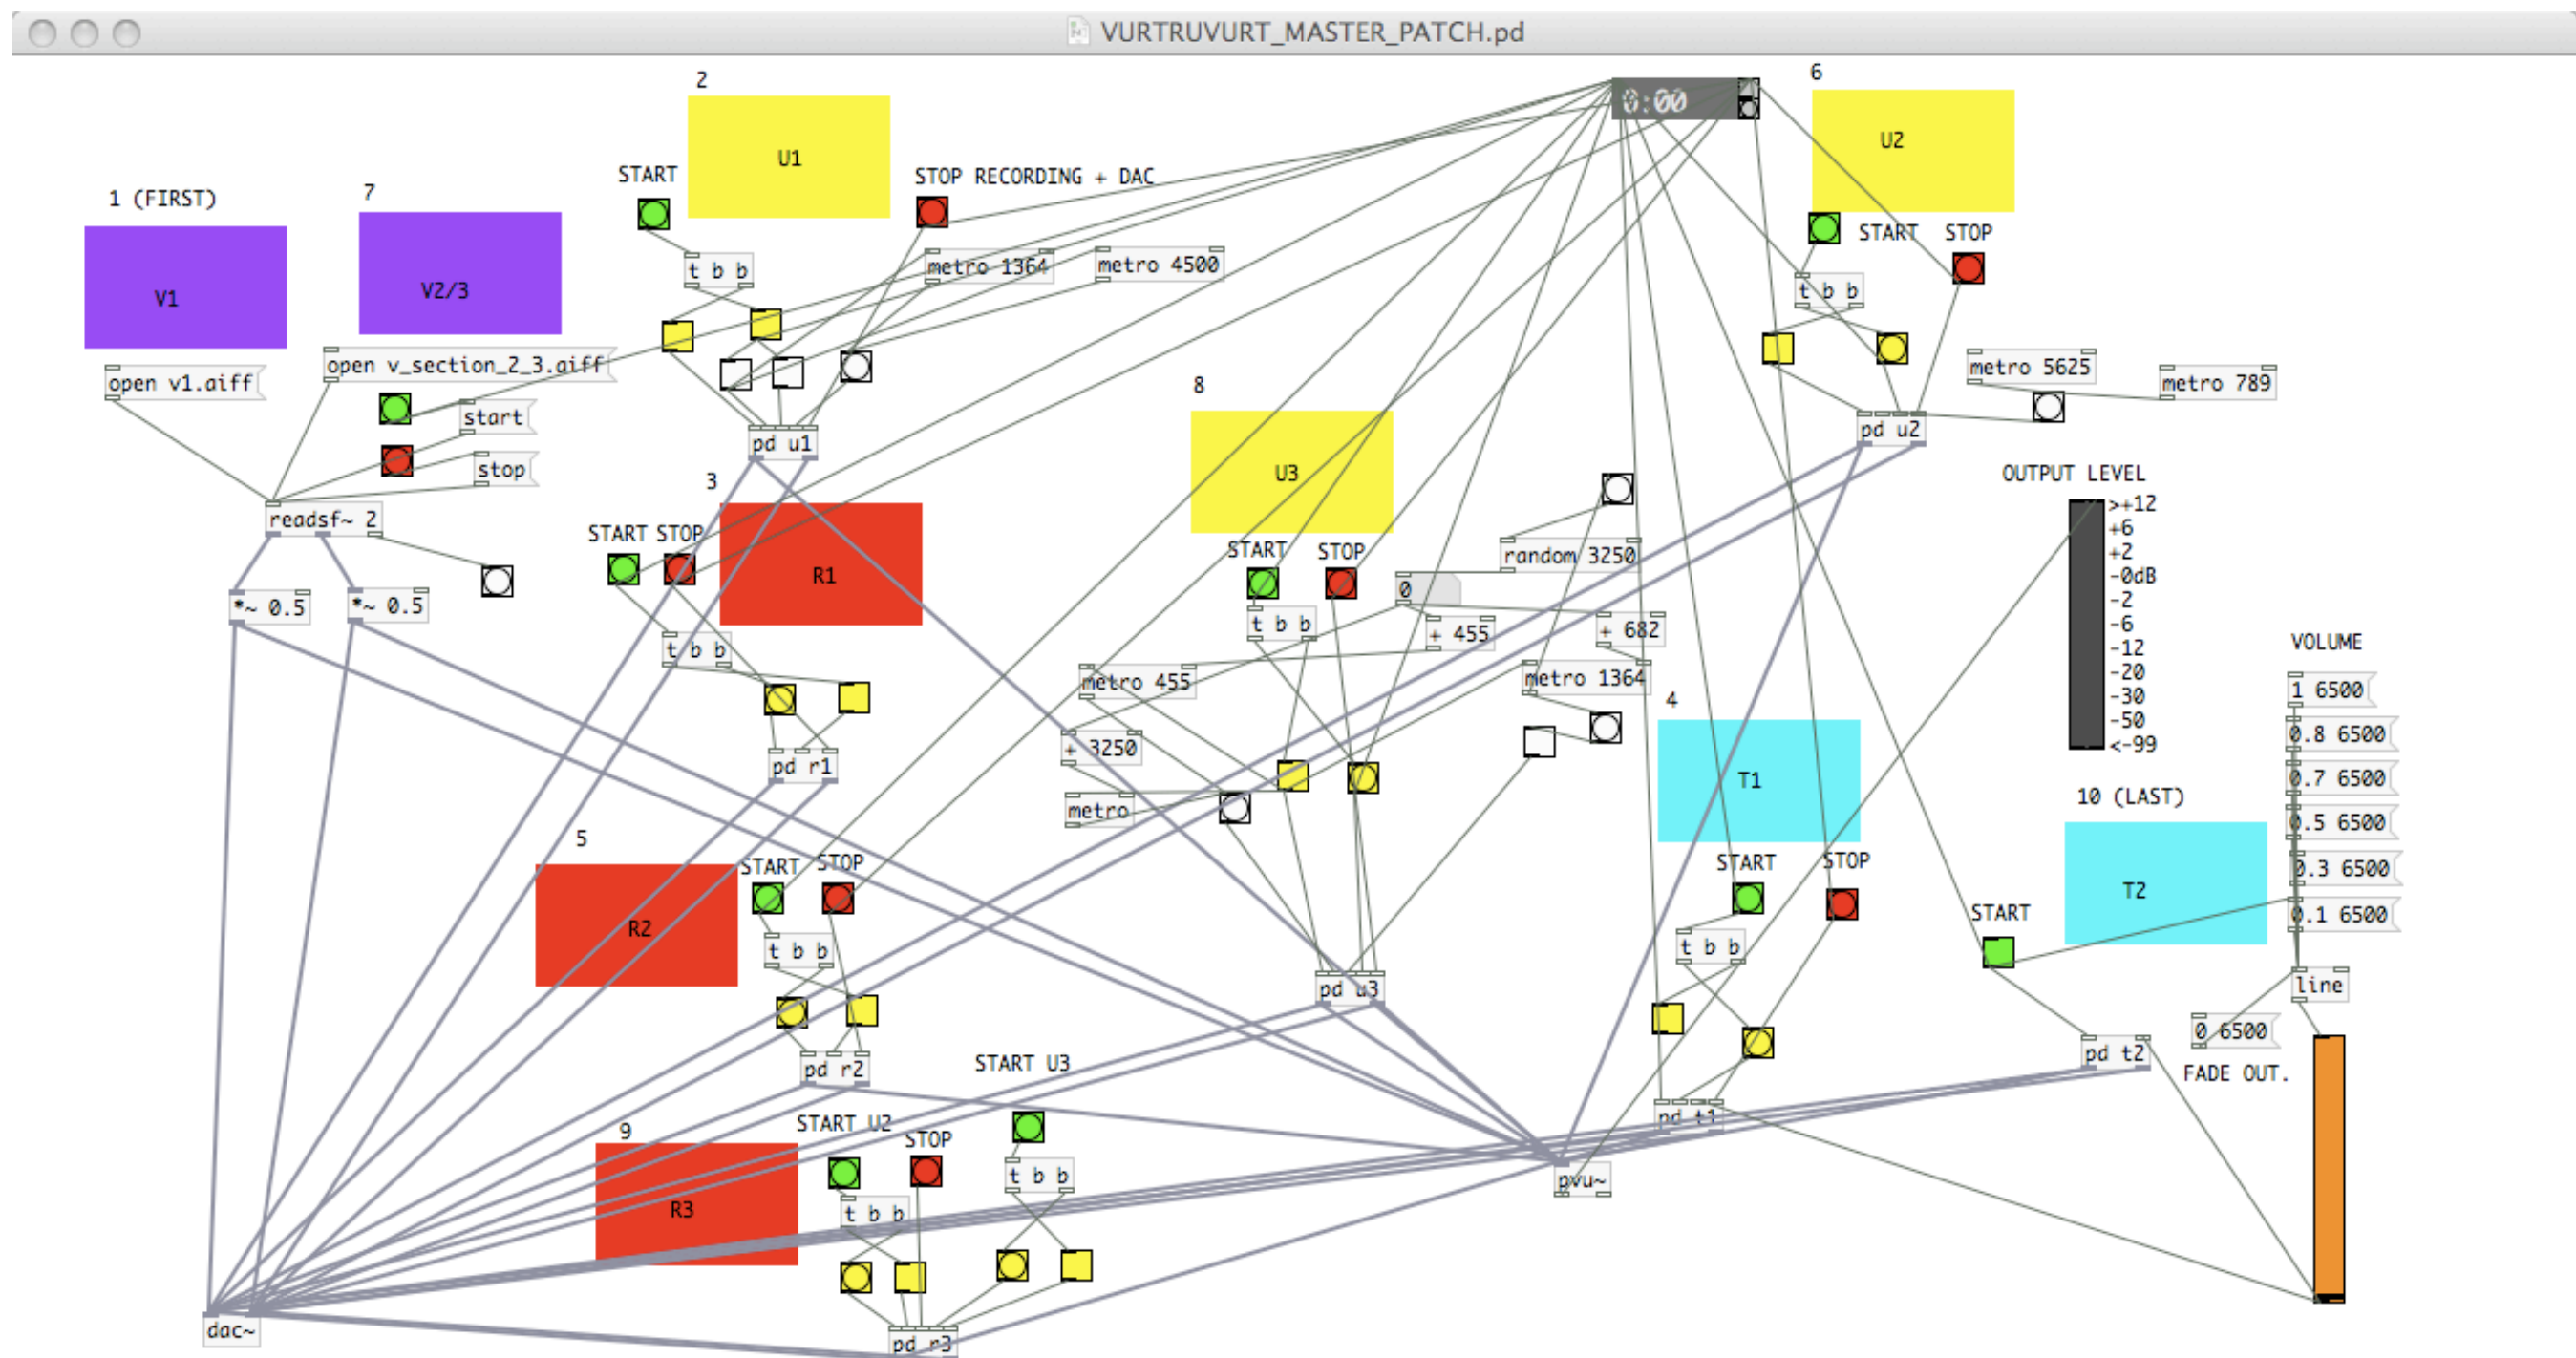 VURTRUVURT_MASTER_PATCH.pd
2
U1
START
STOP RECORDING + DAC
0:00
6
U2
START
STOP
1 (FIRST)
7
V1
V2/3
t b b
metro 1364
metro 4500
t b b
open v1.aiff
open v_section_2_3.aiff
start
stop
readsf~ 2
*~ 0.5
*~ 0.5
pd u1
metro 5625
metro 789
pd u2
3
START
STOP
R1
t b b
pd r1
8
U3
START
STOP
t b b
random 3250
0
+ 455
+ 682
metro 455
metro 1364
+ 3250
metro
pd u3
OUTPUT LEVEL
>+12
+6
+2
-0dB
-2
-6
-12
-20
-30
-50
<-99
VOLUME
1 6500
0.8 6500
0.7 6500
0.5 6500
0.3 6500
0.1 6500
line
0 6500
FADE OUT.
4
T1
START
STOP
t b b
pd t1
10 (LAST)
T2
START
pd t2
5
R2
START
STOP
t b b
pd r2
9
R3
START U2
STOP
START U3
t b b
t b b
pd r3
pvu~
dac~